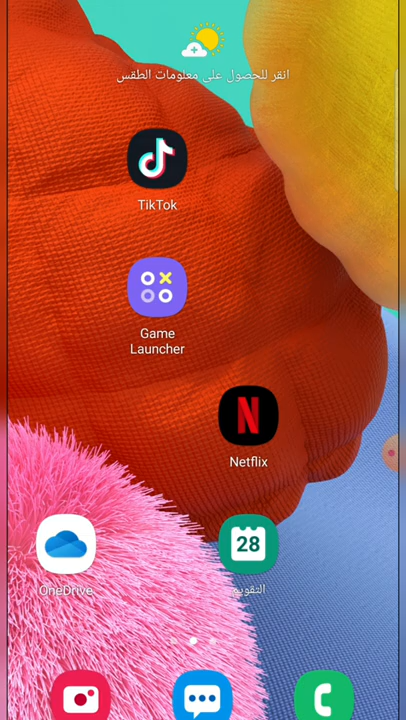 انقر للحصول على معلومات الطقس
TikTok
Game
Launcher
N
Netflix
28
OneDrive
التقويم